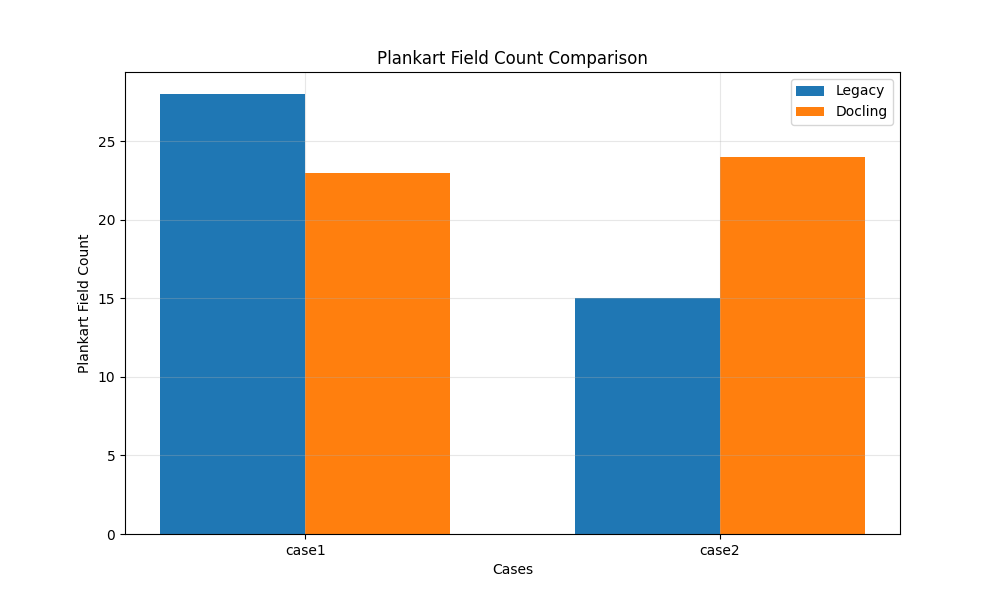 Plankart Field Count Comparison
Legacy
Docling
Plankart Field Count
25
20
15
10
5
0
case1
case2
Cases